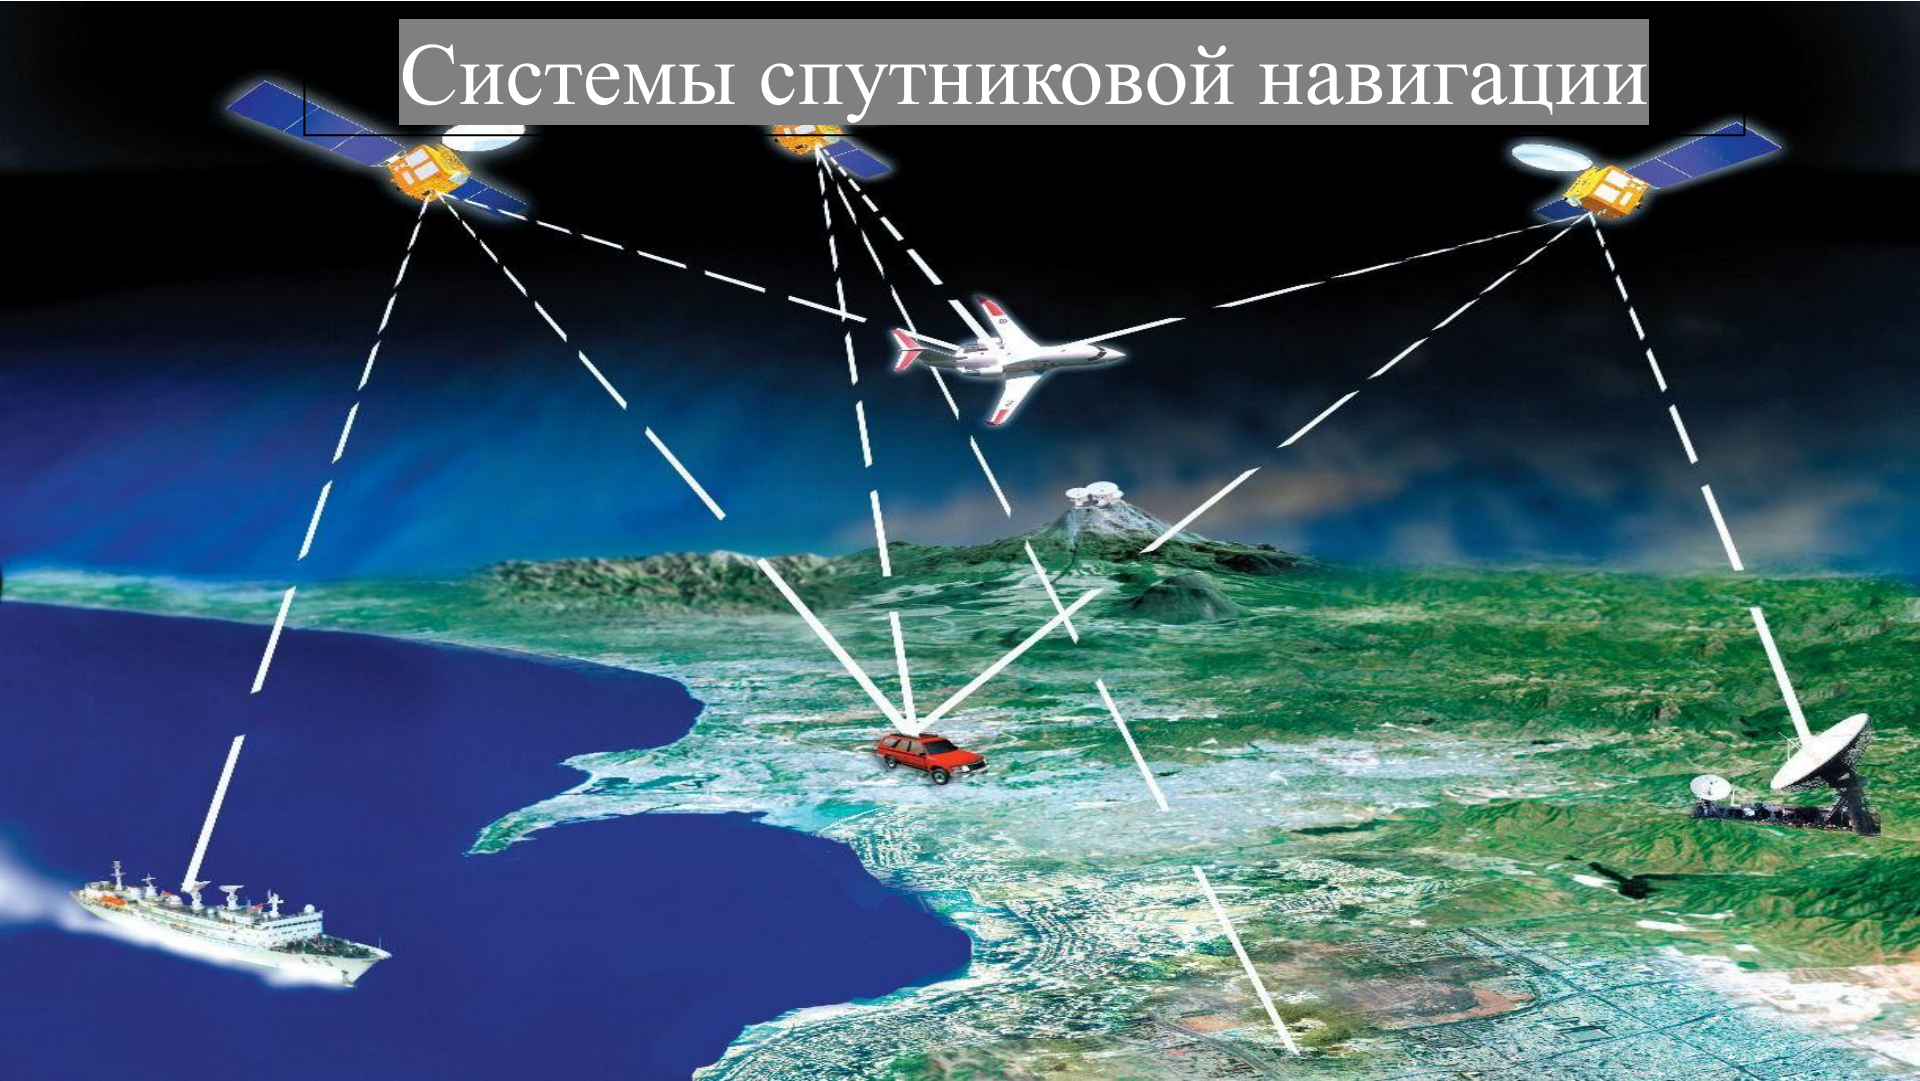 Системы спутниковой навигации